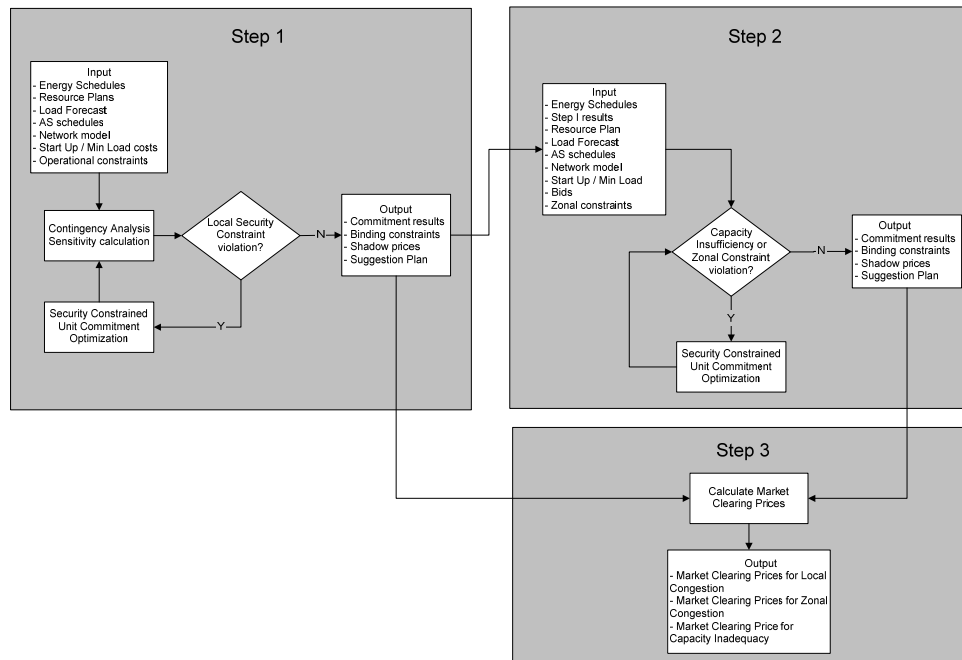 Step 1
Input
- Energy Schedules
- Resource Plans
- Load Forecast
- AS schedules
- Network model
- Start Up / Min Load costs
- Operational constraints
Contingency Analysis
Sensitivity calculation
Local Security
Constraint
violation?
N
Output
- Commitment results
- Binding constraints
- Shadow prices
- Suggestion Plan
Y
Security Constrained
Unit Commitment
Optimization
Step 2
Input
- Energy Schedules
- Step I results
- Resource Plan
- Load Forecast
- AS schedules
- Network model
- Start Up / Min Load
- Bids
- Zonal constraints
Capacity
Insufficiency or
Zonal Constraint
violation?
N
Output
- Commitment results
- Binding constraints
- Shadow prices
- Suggestion Plan
Y
Security Constrained
Unit Commitment
Optimization
Step 3
Calculate Market
Clearing Prices
Output
- Market Clearing Prices for Local
Congestion
- Market Clearing Prices for Zonal
Congestion
- Market Clearing Price for
Capacity Inadequacy